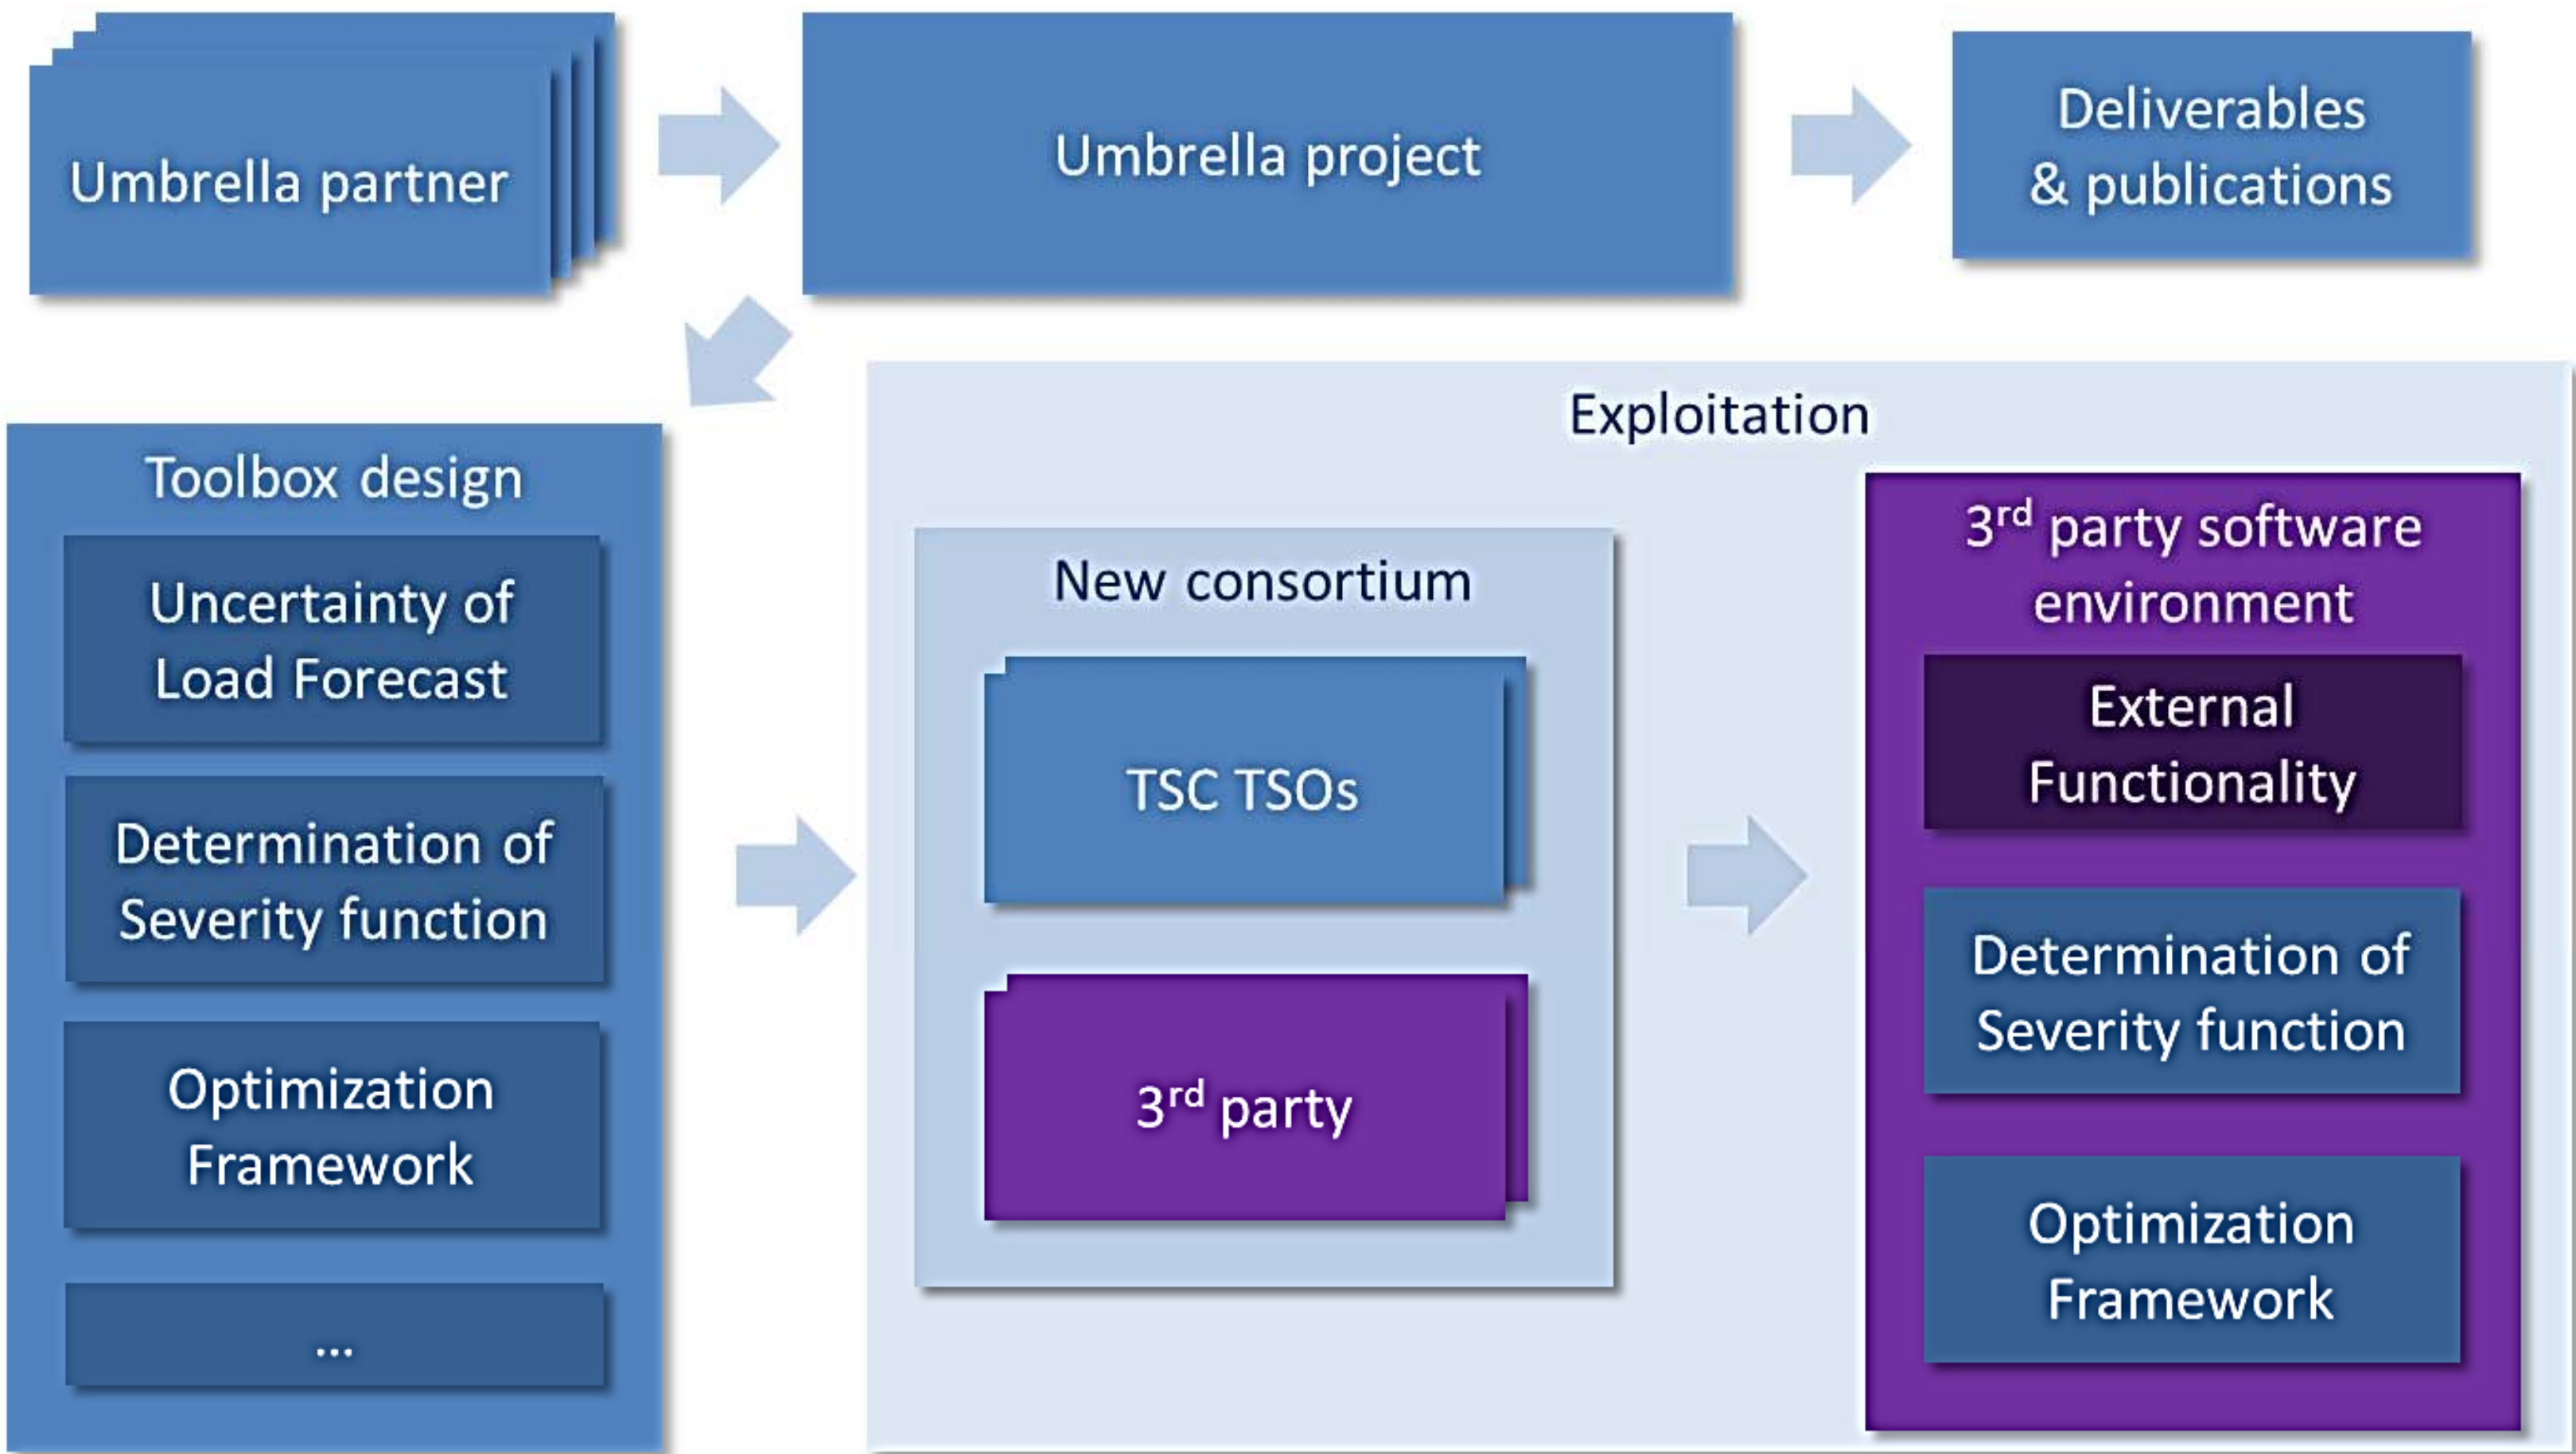 Umbrella partner
Umbrella project
Deliverables
& publications
Toolbox design
Uncertainty of
Load Forecast
Determination of
Severity function
Optimization
Framework
...
Exploitation
New consortium
TSC TSOs
3rd party
3rd party software
environment
External
Functionality
Determination of
Severity function
Optimization
Framework